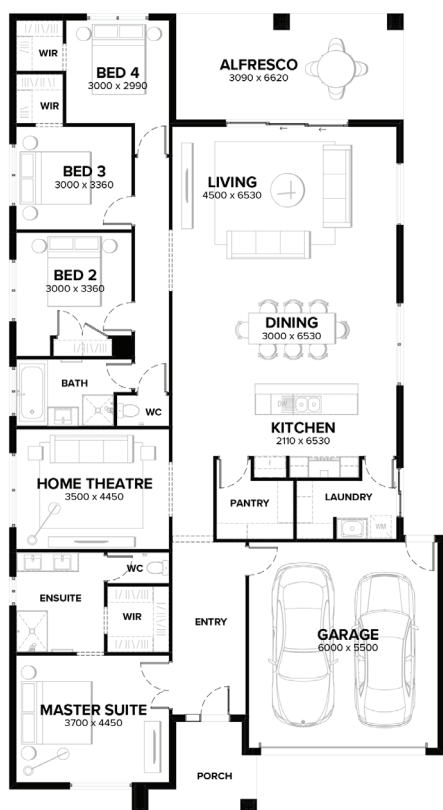 WIR
BED 4
3000 x 2990
ALFRESCO
3090 x 6620
WIR
BED 3
3000 x 3360
LIVING
4500 x 6530
BED 2
3000 x 3360
DINING
3000 x 6530
BATH
WC
DW
KITCHEN
2110 x 6530
HOME THEATRE
3500 x 4450
PANTRY
LAUNDRY
WM
WC
ENSUITE
WIR
ENTRY
GARAGE
6000 x 5500
MASTER SUITE
3700 x 4450
PORCH